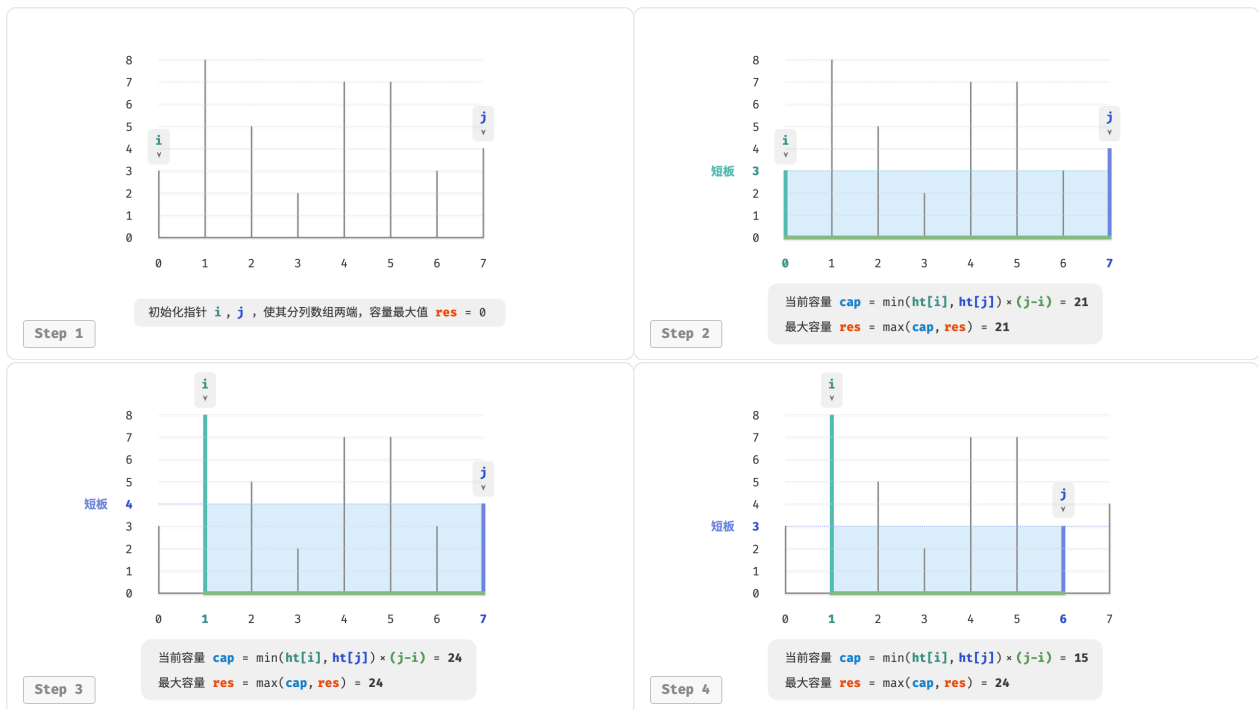 8
7
6
5
4
3
2
1
0
i
j
0 1 2 3 4 5 6 7
初始化指针 i , j , 使其分列数组两端，容量最大值 res = 0
Step 1
8
7
6
5
4
短板 3
2
1
0
i
j
0 1 2 3 4 5 6 7
当前容量 cap = min(ht[i], ht[j]) × (j-i) = 21
最大容量 res = max(cap, res) = 21
Step 2
i
8
7
6
5
短板 4
3
2
1
0
j
0 1 2 3 4 5 6 7
当前容量 cap = min(ht[i], ht[j]) × (j-i) = 24
最大容量 res = max(cap, res) = 24
Step 3
i
8
7
6
5
4
短板 3
2
1
0
j
0 1 2 3 4 5 6 7
当前容量 cap = min(ht[i], ht[j]) × (j-i) = 15
最大容量 res = max(cap, res) = 24
Step 4